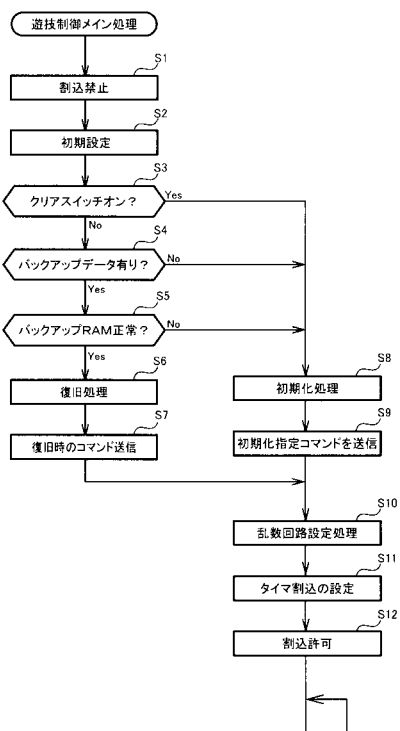 遊技制御メイン処理
S1
割込禁止
S2
初期設定
S3
クリアスイッチオン？
Yes
No
S4
バックアップデータ有り？
No
Yes
S5
バックアップRAM正常？
No
Yes
S6
復旧処理
S7
復旧時のコマンド送信
S8
初期化処理
S9
初期化指定コマンドを送信
S10
乱数回路設定処理
S11
タイマ割込の設定
S12
割込許可